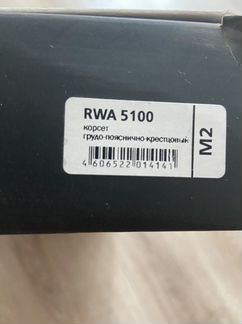 RWA 5100
корсет
грудо-пояснично-крестцовый
M2
4 606522 014141